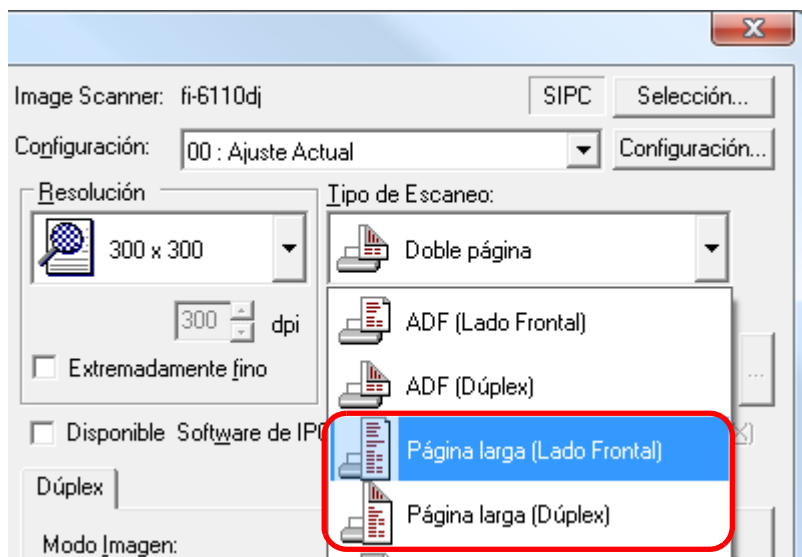 Image Scanner: fi-6110dj SIPC Selección...
Configuración: 00 : Ajuste Actual Configuración...
Resolución Tipo de Escaneo:
300 x 300 Doble página
300 dpi ADF (Lado Frontal)
Extremadamente fino ADF (Dúplex) ...
Disponible Software de Página larga (Lado Frontal)
Dúplex Página larga (Dúplex)
Modo Imagen: